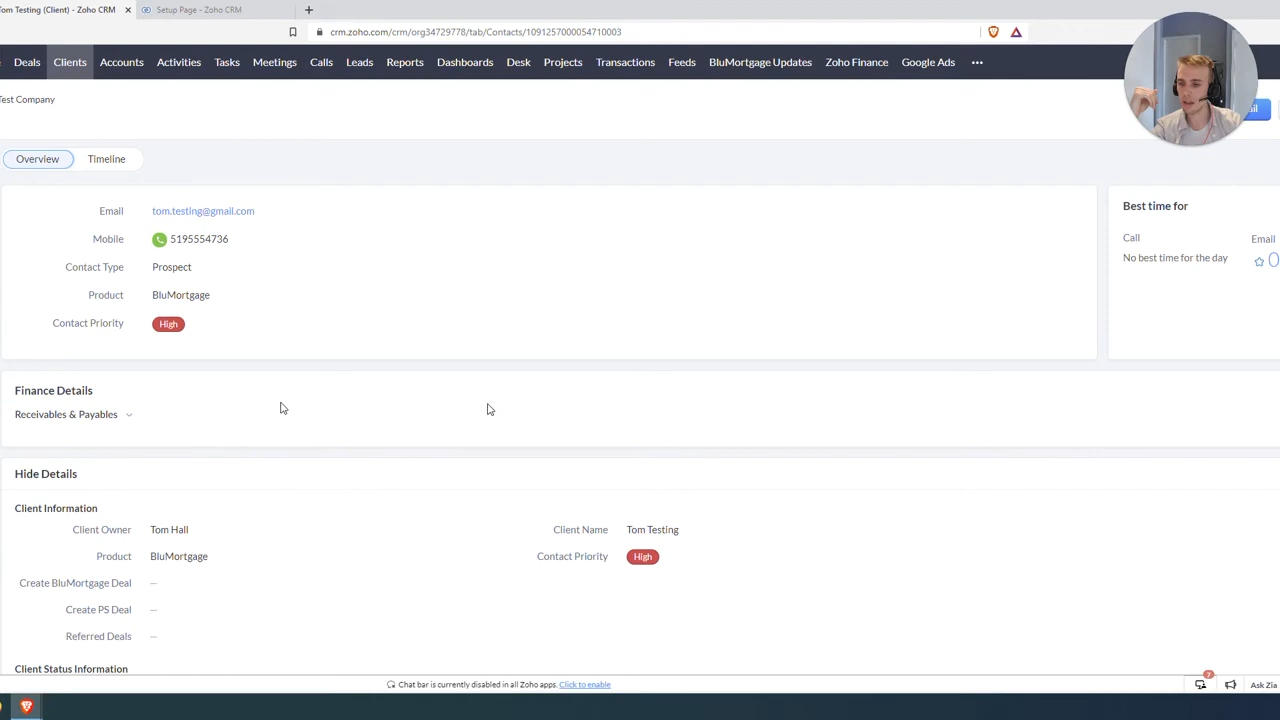 Tom Testing (Client) - Zoho CRM
Setup Page - Zoho CRM
crm.zoho.com/crm/org34729778/tab/Contacts/1091257000054710003
Deals Clients Accounts Activities Tasks Meetings Calls Leads Reports Dashboards Desk Projects Transactions Feeds BluMortgage Updates Zoho Finance Google Ads
Test Company
Overview Timeline
Email tom.testing@gmail.com
Mobile 5195554736
Contact Type Prospect
Product BluMortgage
Contact Priority High
Best time for
Call Email
No best time for the day
Finance Details
Receivables & Payables
Hide Details
Client Information
Client Owner Tom Hall Client Name Tom Testing
Product BluMortgage Contact Priority High
Create BluMortgage Deal —
Create PS Deal —
Referred Deals —
Client Status Information
Chat bar is currently disabled in all Zoho apps. Click to enable
7
Ask Zia